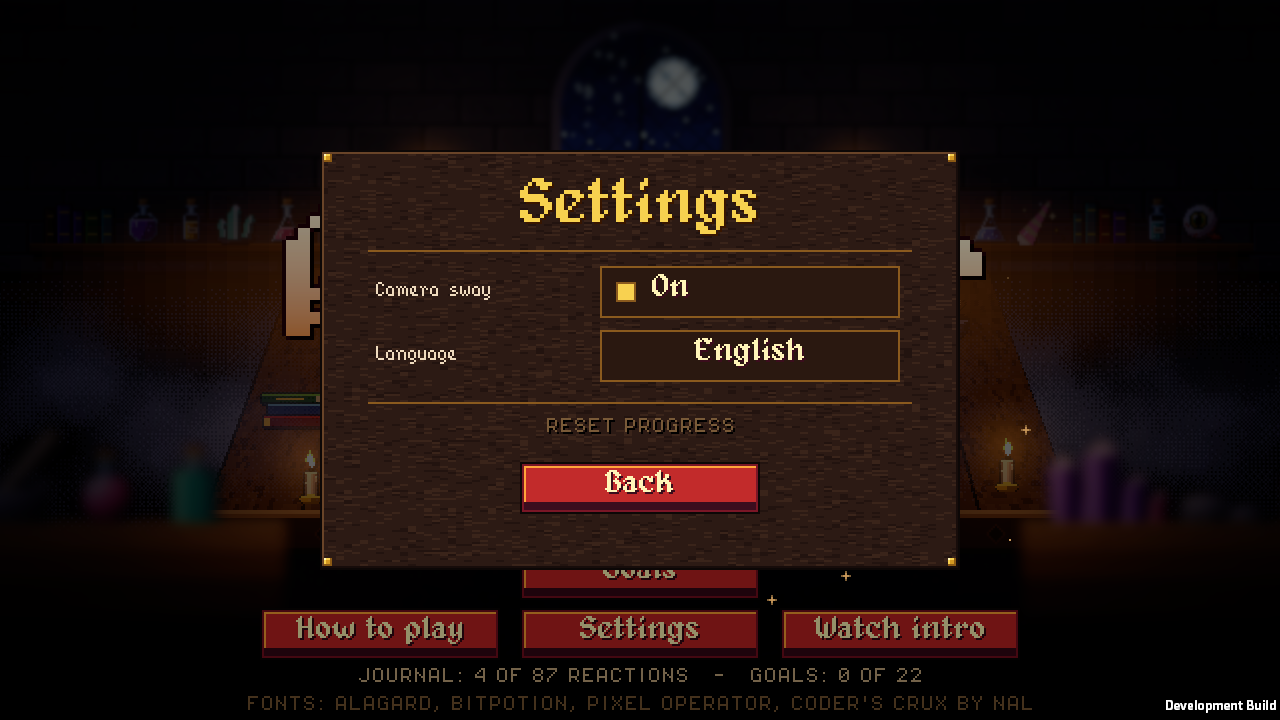 Settings
Camera sway
On
Language
English
RESET PROGRESS
Back
Goals
How to play
Settings
Watch intro
JOURNAL: 4 OF 87 REACTIONS - GOALS: 0 OF 22
FONTS: ALAGARD, BITPOTION, PIXEL OPERATOR, CODER'S CRUX BY NAL
Development Build